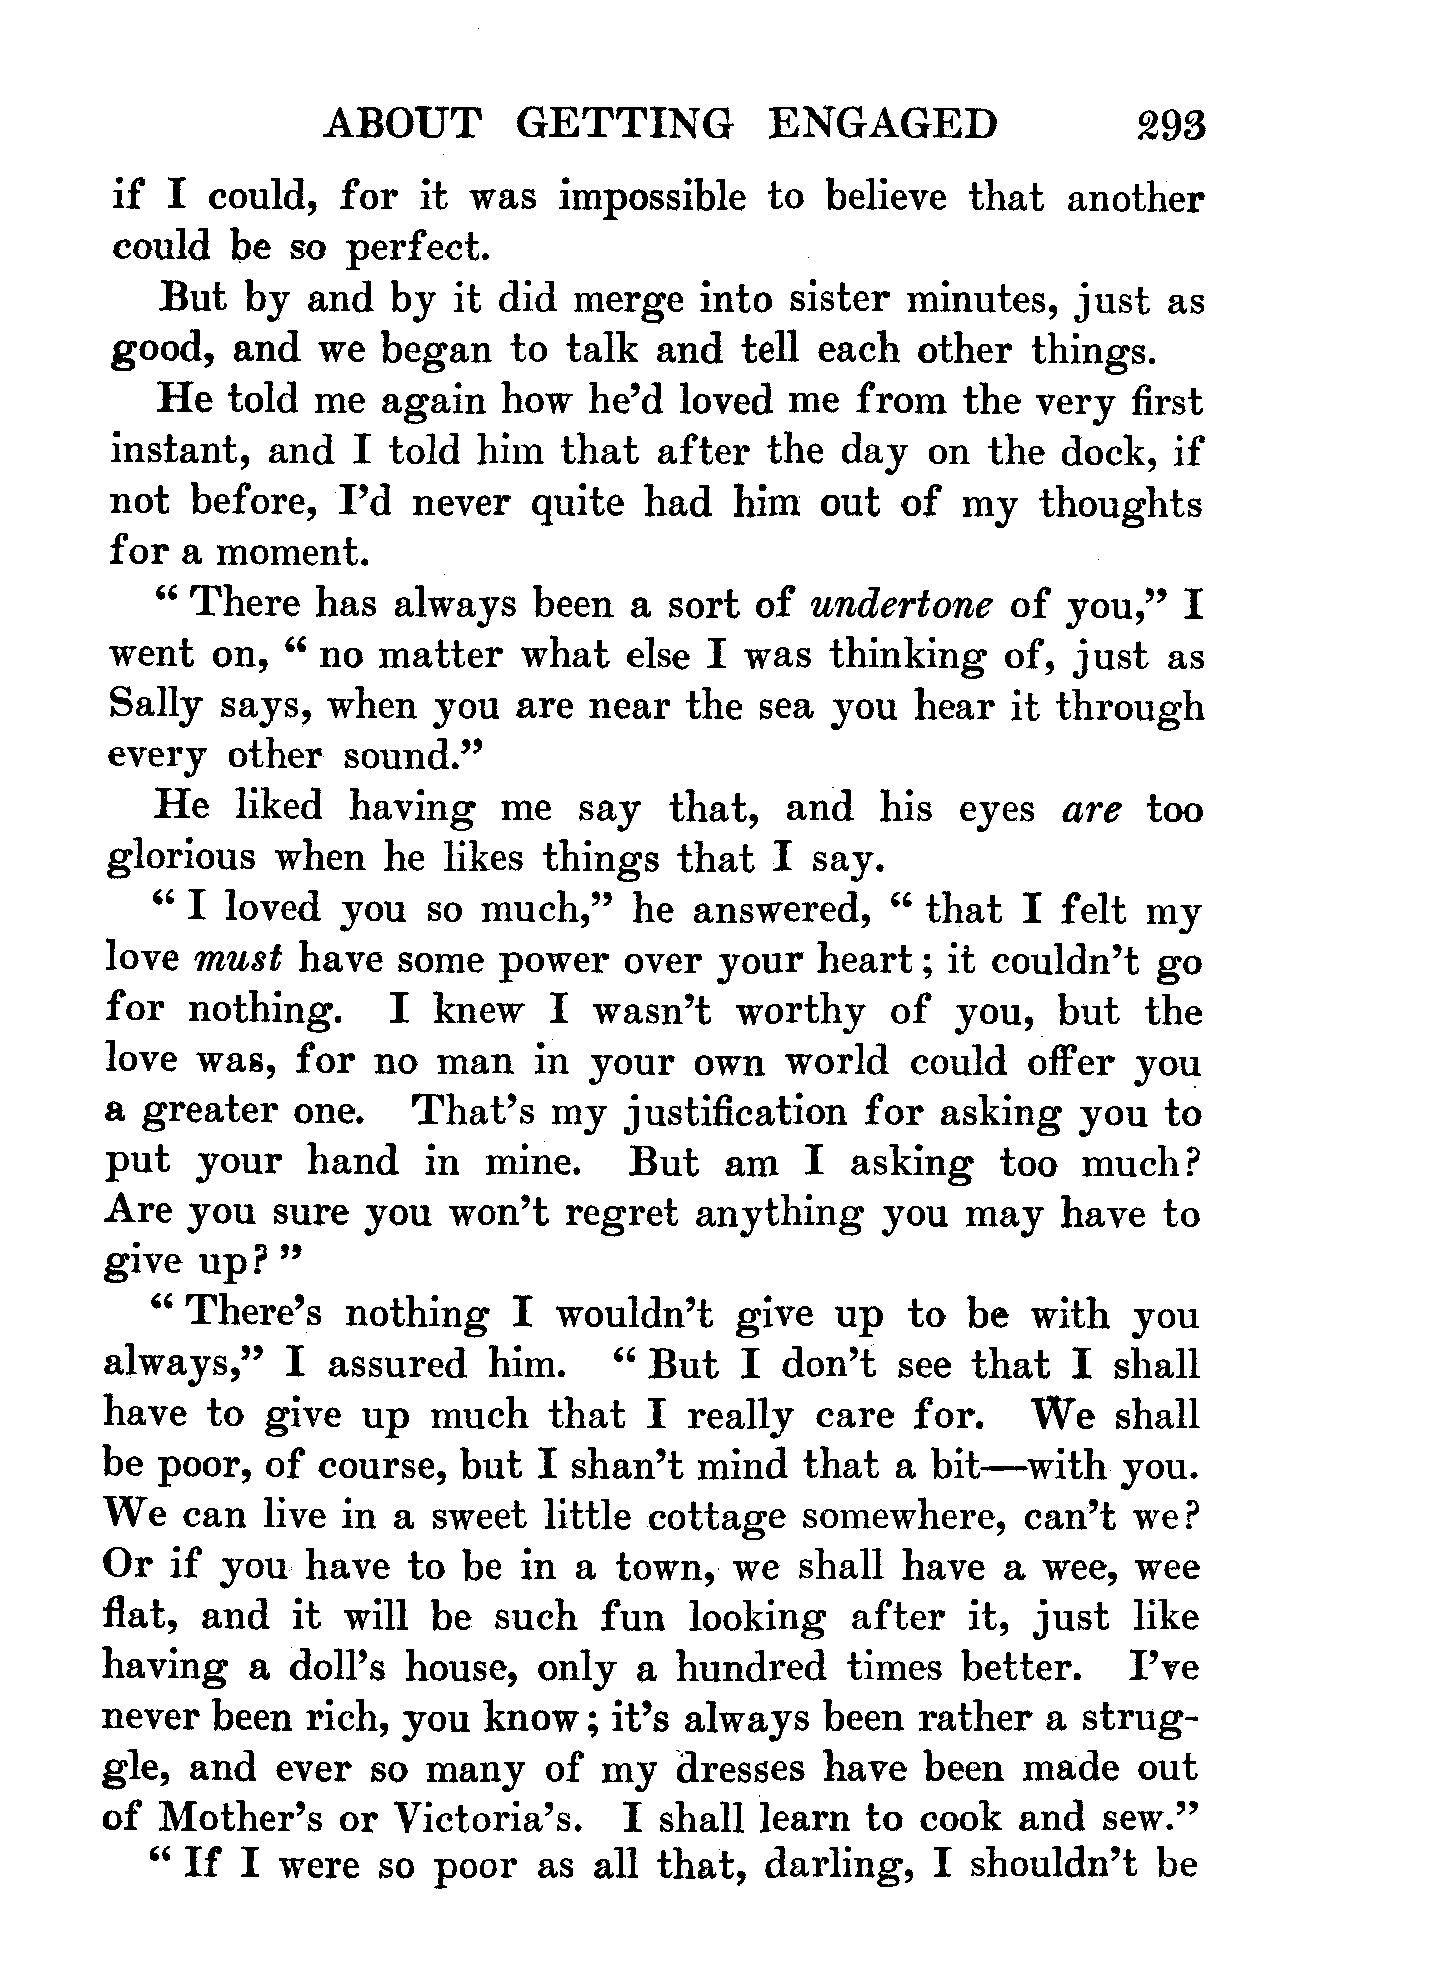 ABOUT GETTING ENGAGED 293
if I could, for it was impossible to believe that another
could be so perfect.
But by and by it did merge into sister minutes, just as
good, and we began to talk and tell each other things.
He told me again how he’d loved me from the very first
instant, and I told him that after the day on the dock, if
not before, I’d never quite had him out of my thoughts
for a moment.
“ There has always been a sort of undertone of you,” I
went on, “ no matter what else I was thinking of, just as
Sally says, when you are near the sea you hear it through
every other sound.”
He liked having me say that, and his eyes are too
glorious when he likes things that I say.
“ I loved you so much,” he answered, “ that I felt my
love must have some power over your heart ; it couldn’t go
for nothing. I knew I wasn’t worthy of you, but the
love was, for no man in your own world could offer you
a greater one. That’s my justification for asking you to
put your hand in mine. But am I asking too much?
Are you sure you won’t regret anything you may have to
give up? ”
“ There’s nothing I wouldn’t give up to be with you
always,” I assured him. “ But I don’t see that I shall
have to give up much that I really care for. We shall
be poor, of course, but I shan’t mind that a bit—with you.
We can live in a sweet little cottage somewhere, can’t we?
Or if you have to be in a town, we shall have a wee, wee
flat, and it will be such fun looking after it, just like
having a doll’s house, only a hundred times better. I’ve
never been rich, you know ; it’s always been rather a strug-
gle, and ever so many of my dresses have been made out
of Mother’s or Victoria’s. I shall learn to cook and sew.”
“ If I were so poor as all that, darling, I shouldn’t be